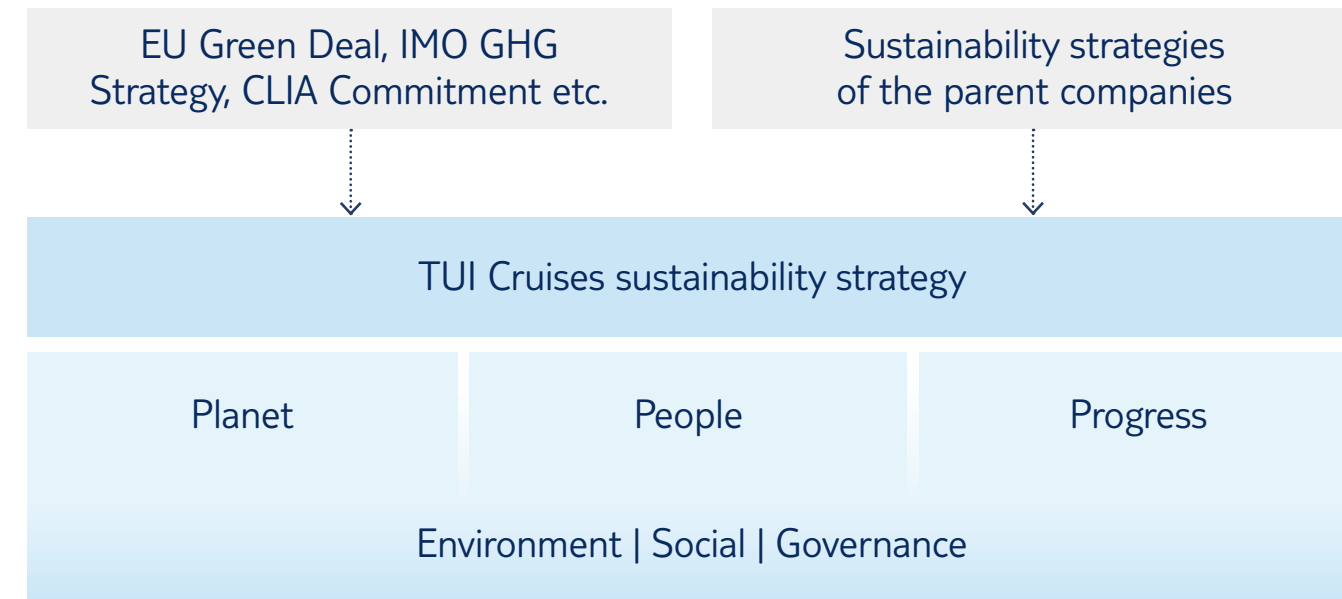 EU Green Deal, IMO GHG
Strategy, CLIA Commitment etc.
Sustainability strategies
of the parent companies
TUI Cruises sustainability strategy
Planet
People
Progress
Environment | Social | Governance